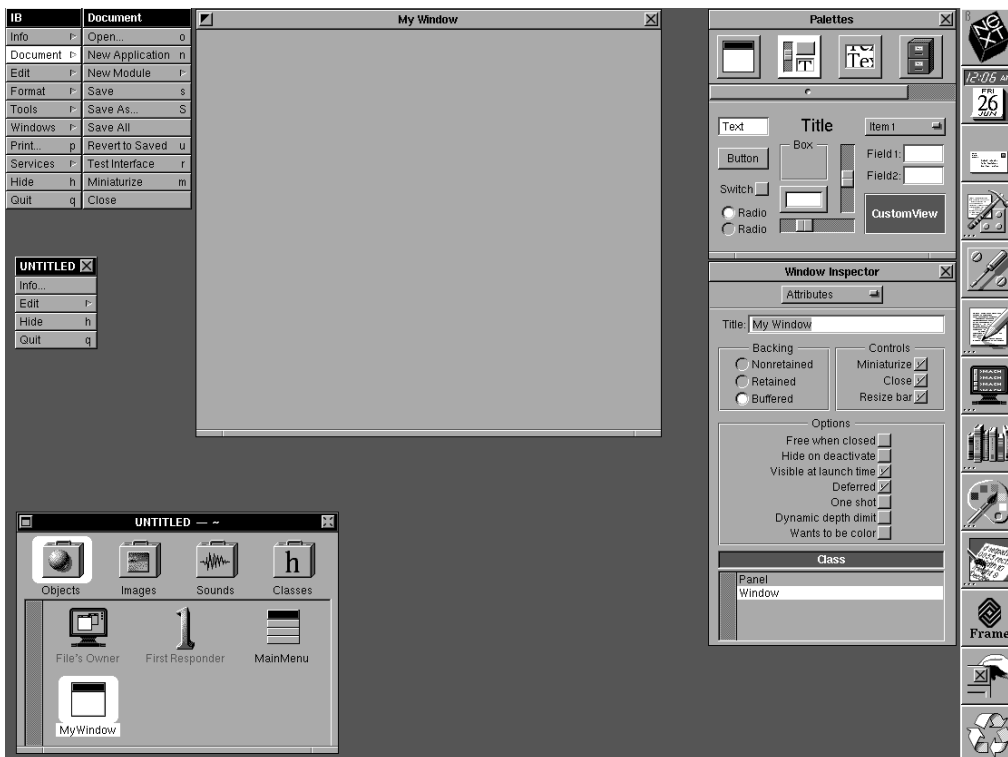 IB
Info
Document
Edit
Format
Tools
Windows
Print... p
Services
Hide h
Quit q
Document
Open... o
New Application n
New Module
Save s
Save As... S
Save All
Revert to Saved u
Test Interface r
Miniaturize m
Close
My Window
Palettes
Text
Title
Item1
Button
Box
Field1:
Field2:
Switch
Radio
Radio
CustomView
UNTITLED
Info...
Edit
Hide h
Quit q
Window Inspector
Attributes
Title: My Window
Backing
Nonretained
Retained
Buffered
Controls
Miniaturize
Close
Resize bar
Options
Free when closed
Hide on deactivate
Visible at launch time
Deferred
One shot
Dynamic depth dimit
Wants to be color
Class
Panel
Window
UNTITLED — ~
Objects
Images
Sounds
h
Classes
File's Owner
1
First Responder
MainMenu
MyWindow
NeXT
12:06 AM
FRI
26
JUN
Frame